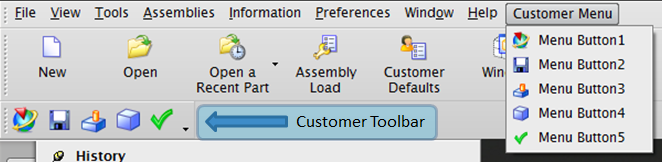 File View Tools Assemblies Information Preferences Window Help Customer Menu
Menu Button1
Menu Button2
Menu Button3
Menu Button4
Menu Button5
New Open Open a Recent Part Assembly Load Customer Defaults
Customer Toolbar
History